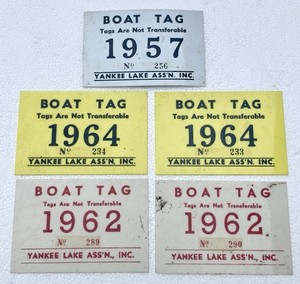 BOAT TAG
Tags Are Not Transferable
1957
Nº 256
YANKEE LAKE ASS'N. INC.
BOAT TAG
Tags Are Not Transferable
1964
Nº 234
YANKEE LAKE ASS'N, INC.
BOAT TAG
Tags Are Not Transferable
1964
Nº 233
YANKEE LAKE ASS'N, INC.
BOAT TAG
Tags Are Not Transferable
1962
Nº 289
YANKEE LAKE ASS'N., INC.
BOAT TAG
Tags Are Not Transferable
1962
Nº 290
YANKEE LAKE ASS'N., INC.